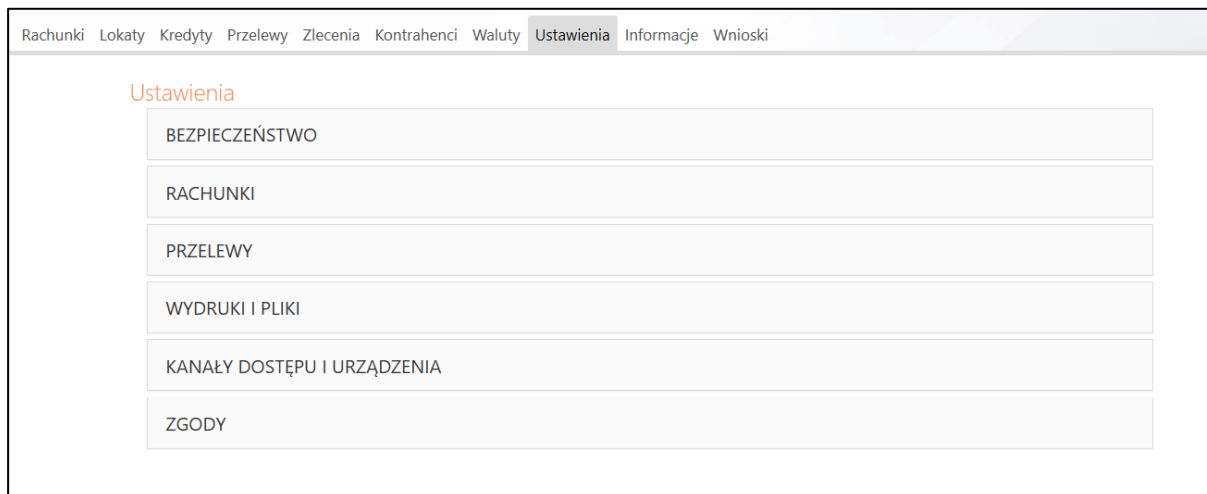 Rachunki Lokaty Kredyty Przelewy Zlecenia Kontrahenci Waluty Ustawienia Informacje Wnioski
Ustawienia
BEZPIECZEŃSTWO
RACHUNKI
PRZELEWY
WYDRUKI I PLIKI
KANAŁY DOSTĘPU I URZĄDZENIA
ZGODY